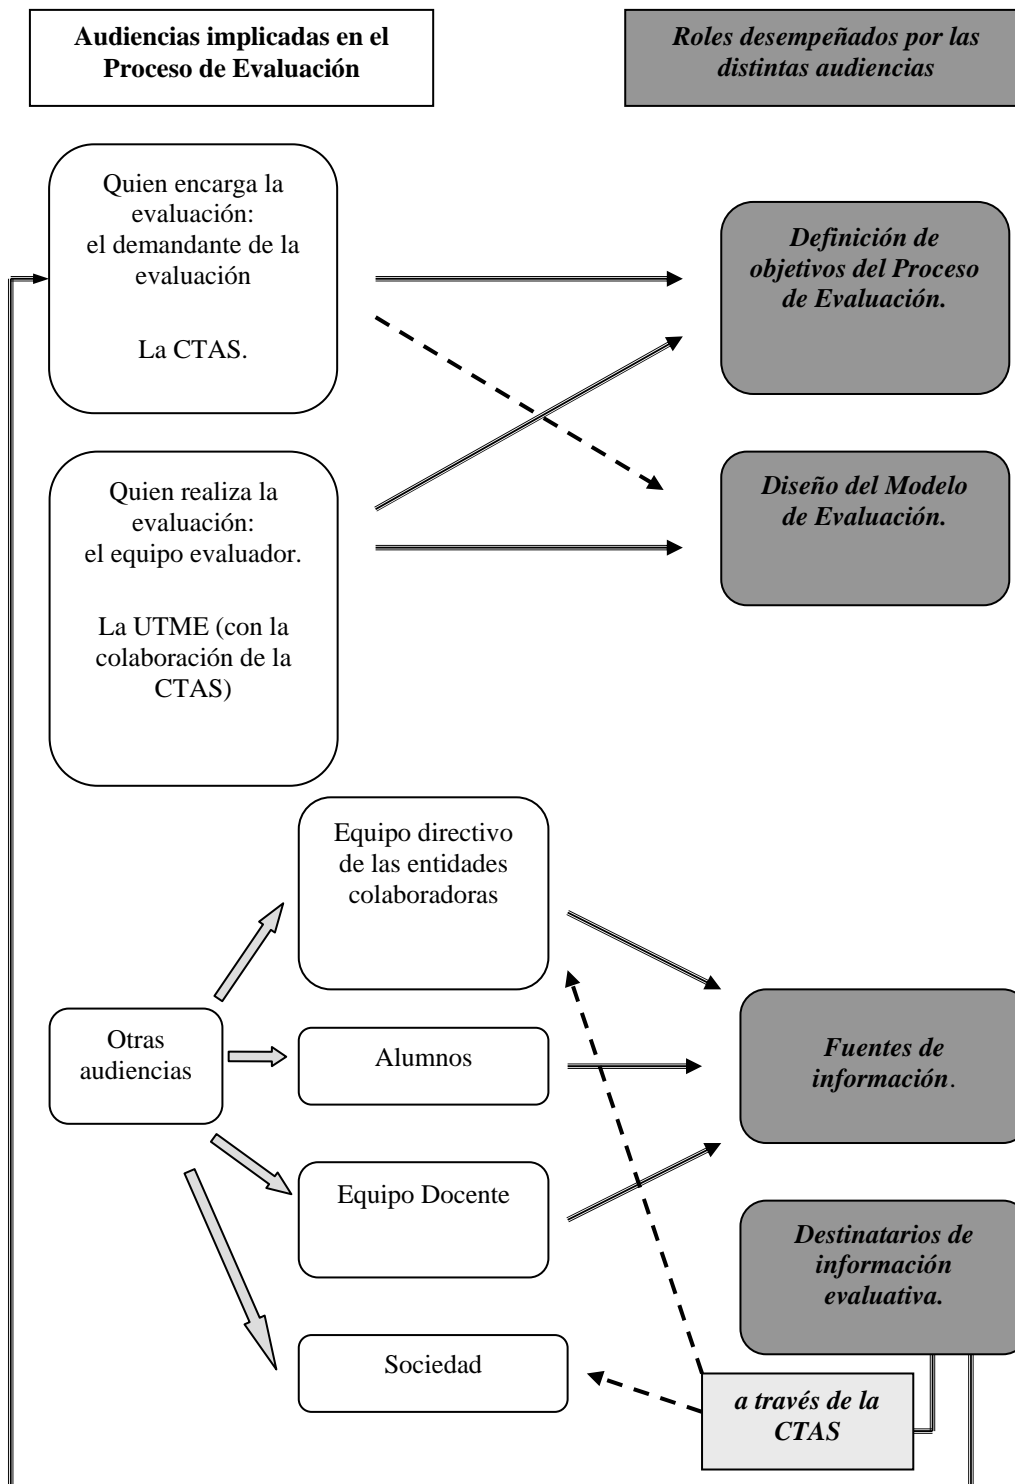 Audiencias implicadas en el
Proceso de Evaluación
Roles desempeñados por las
distintas audiencias
Quien encarga la
evaluación:
el demandante de la
evaluación
La CTAS.
Definición de
objetivos del Proceso
de Evaluación.
Quien realiza la
evaluación:
el equipo evaluador.
La UTME (con la
colaboración de la
CTAS)
Diseño del Modelo
de Evaluación.
Equipo directivo
de las entidades
colaboradoras
Otras
audiencias
Alumnos
Fuentes de
información.
Equipo Docente
Destinatarios de
información
evaluativa.
Sociedad
a través de la
CTAS